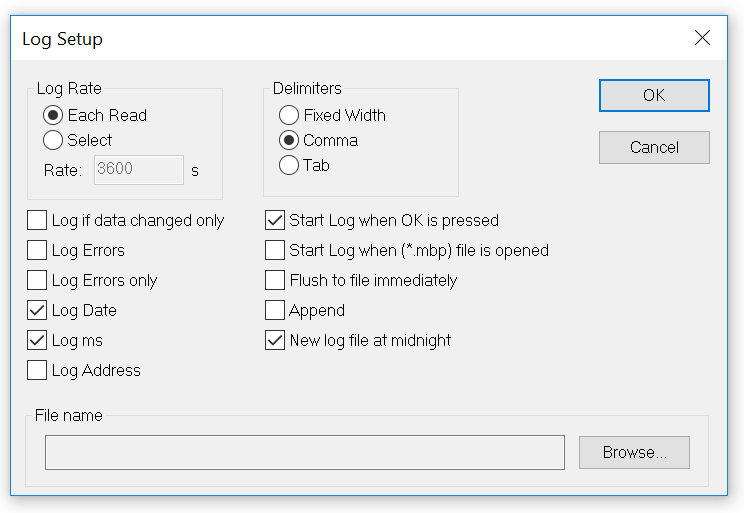 Log Setup
Log Rate
Each Read
Select
Rate: 3600 s
Delimiters
Fixed Width
Comma
Tab
OK
Cancel
Log if data changed only
Log Errors
Log Errors only
Log Date
Log ms
Log Address
Start Log when OK is pressed
Start Log when (*.mbp) file is opened
Flush to file immediately
Append
New log file at midnight
File name
Browse...